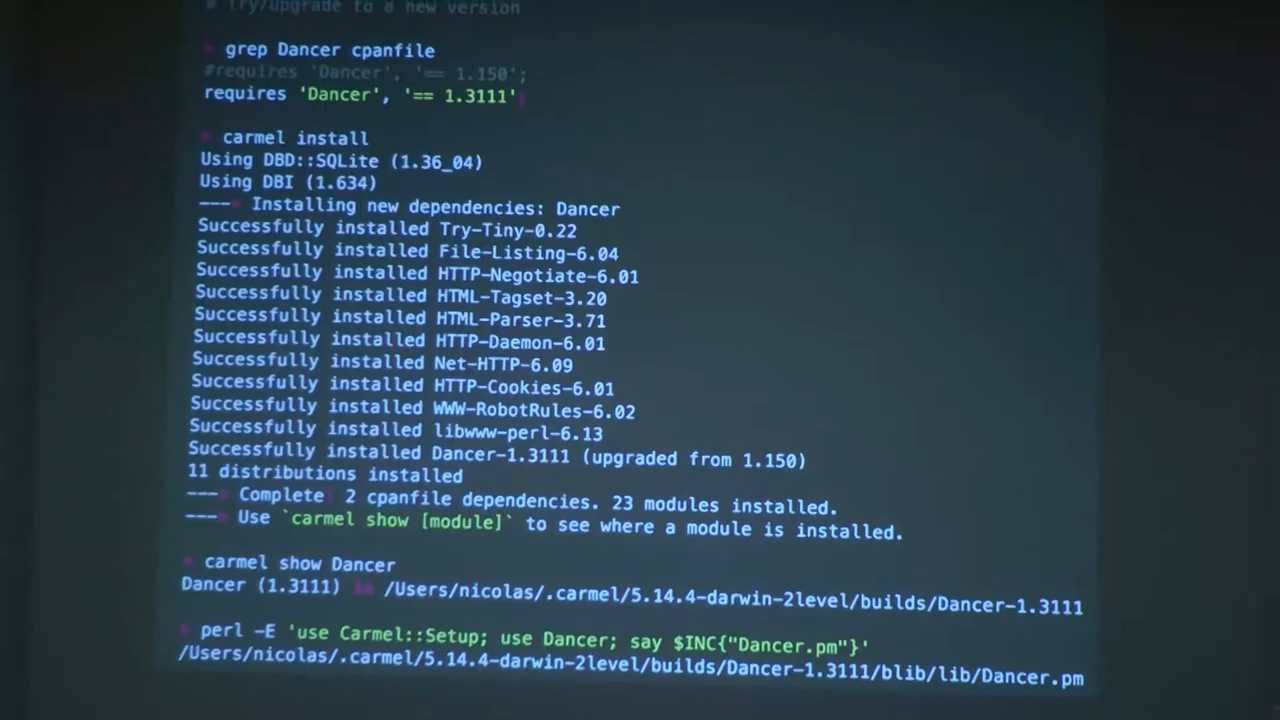 # Try/upgrade to a new version
> grep Dancer cpanfile
#requires 'Dancer', '== 1.150';
requires 'Dancer', '== 1.3111';
> carmel install
Using DBD::SQLite (1.36_04)
Using DBI (1.634)
---> Installing new dependencies: Dancer
Successfully installed Try-Tiny-0.22
Successfully installed File-Listing-6.04
Successfully installed HTTP-Negotiate-6.01
Successfully installed HTML-Tagset-3.20
Successfully installed HTML-Parser-3.71
Successfully installed HTTP-Daemon-6.01
Successfully installed Net-HTTP-6.09
Successfully installed HTTP-Cookies-6.01
Successfully installed WWW-RobotRules-6.02
Successfully installed libwww-perl-6.13
Successfully installed Dancer-1.3111 (upgraded from 1.150)
11 distributions installed
---> Complete! 2 cpanfile dependencies. 23 modules installed.
---> Use `carmel show [module]` to see where a module is installed.
> carmel show Dancer
Dancer (1.3111) in /Users/nicolas/.carmel/5.14.4-darwin-2level/builds/Dancer-1.3111
> perl -E 'use Carmel::Setup; use Dancer; say $INC{"Dancer.pm"}'
/Users/nicolas/.carmel/5.14.4-darwin-2level/builds/Dancer-1.3111/blib/lib/Dancer.pm